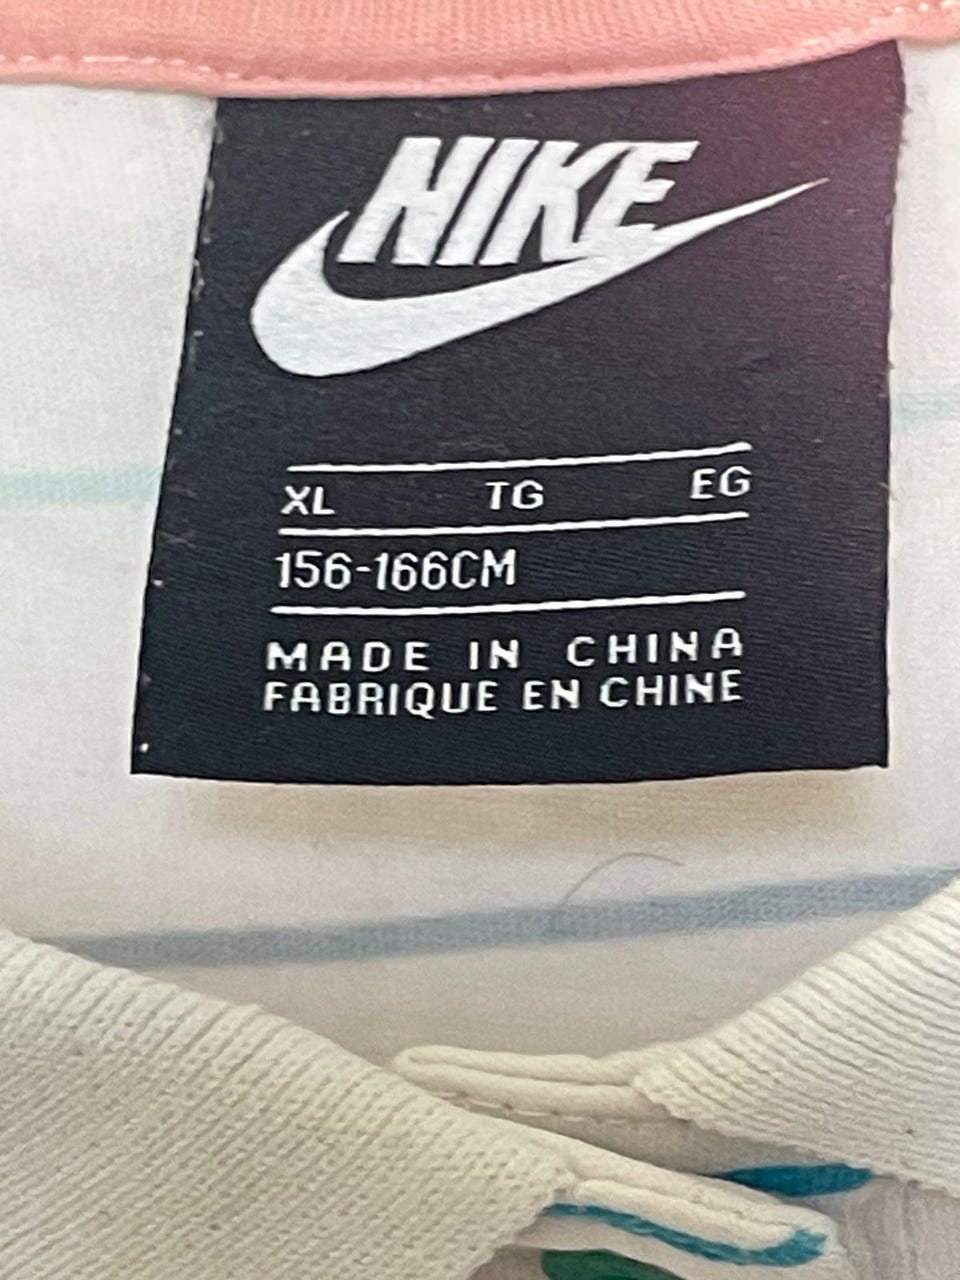 NIKE
XL TG EG
156-166CM
MADE IN CHINA
FABRIQUE EN CHINE